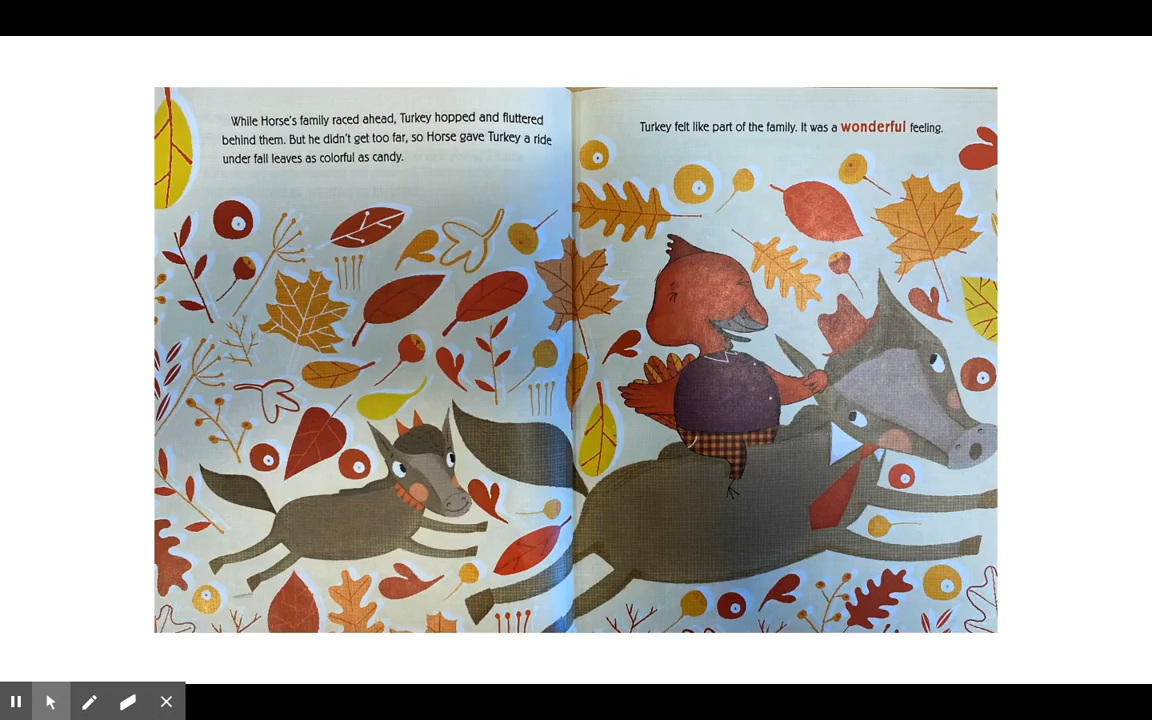 While Horse's family raced ahead, Turkey hopped and fluttered
behind them. But he didn't get too far, so Horse gave Turkey a ride
under fall leaves as colorful as candy.
Turkey felt like part of the family. It was a wonderful feeling.